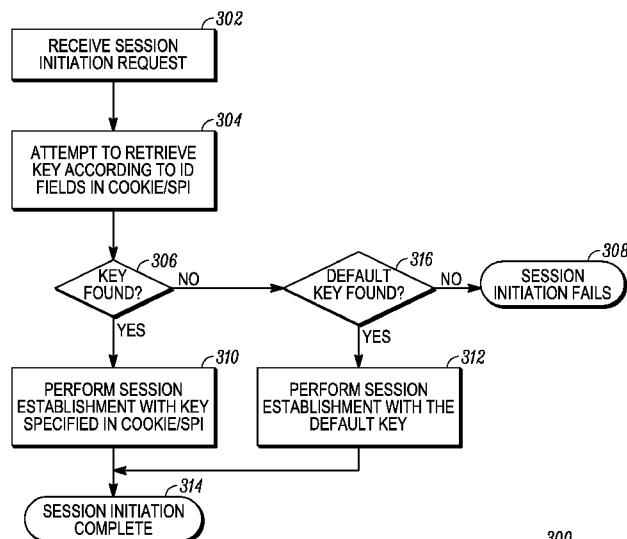 302
RECEIVE SESSION
INITIATION REQUEST
304
ATTEMPT TO RETRIEVE
KEY ACCORDING TO ID
FIELDS IN COOKIE/SPI
306
KEY
FOUND?
NO
YES
316
DEFAULT
KEY FOUND?
NO
YES
308
SESSION
INITIATION FAILS
310
PERFORM SESSION
ESTABLISHMENT WITH KEY
SPECIFIED IN COOKIE/SPI
312
PERFORM SESSION
ESTABLISHMENT WITH THE
DEFAULT KEY
314
SESSION INITIATION
COMPLETE
300